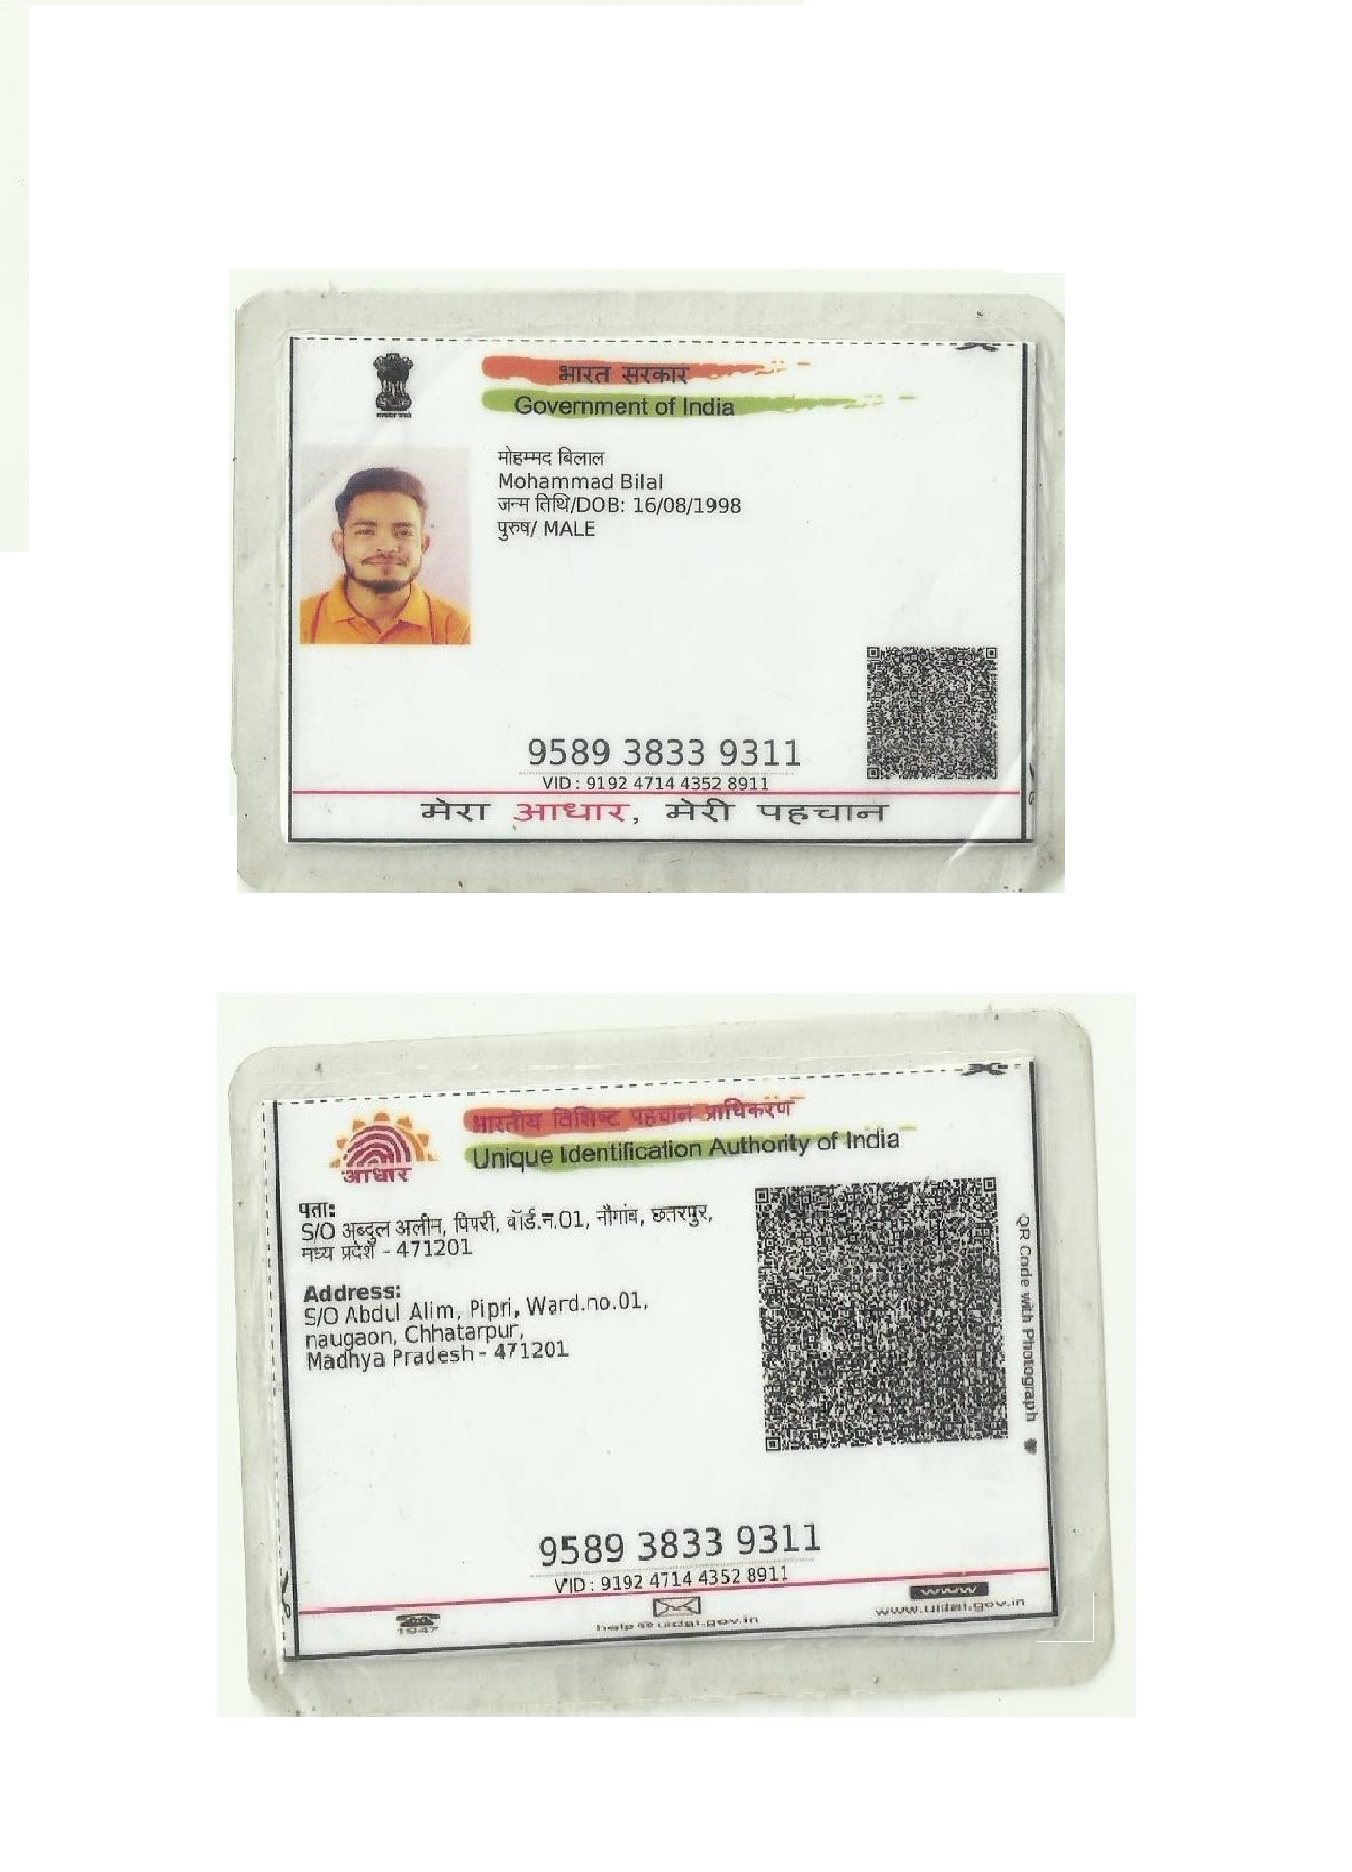 भारत सरकार
Government of India
मोहम्मद बिलाल
Mohammad Bilal
जन्म तिथि/DOB: 16/08/1998
पुरुष/ MALE
9589 3833 9311
VID : 9192 4714 4352 8911
मेरा आधार, मेरी पहचान
भारतीय विशिष्ट पहचान प्राधिकरण
Unique Identification Authority of India
आधार
पता:
S/O अब्दुल अलीम, पिपरी, वॉर्ड.न.01, नौगांव, छतरपुर,
मध्य प्रदेश - 471201
Address:
S/O Abdul Alim, Pipri, Ward.no.01,
naugaon, Chhatarpur,
Madhya Pradesh - 471201
QR Code with Photograph
9589 3833 9311
VID : 9192 4714 4352 8911
1947
help@uidai.gov.in
www
www.uidai.gov.in